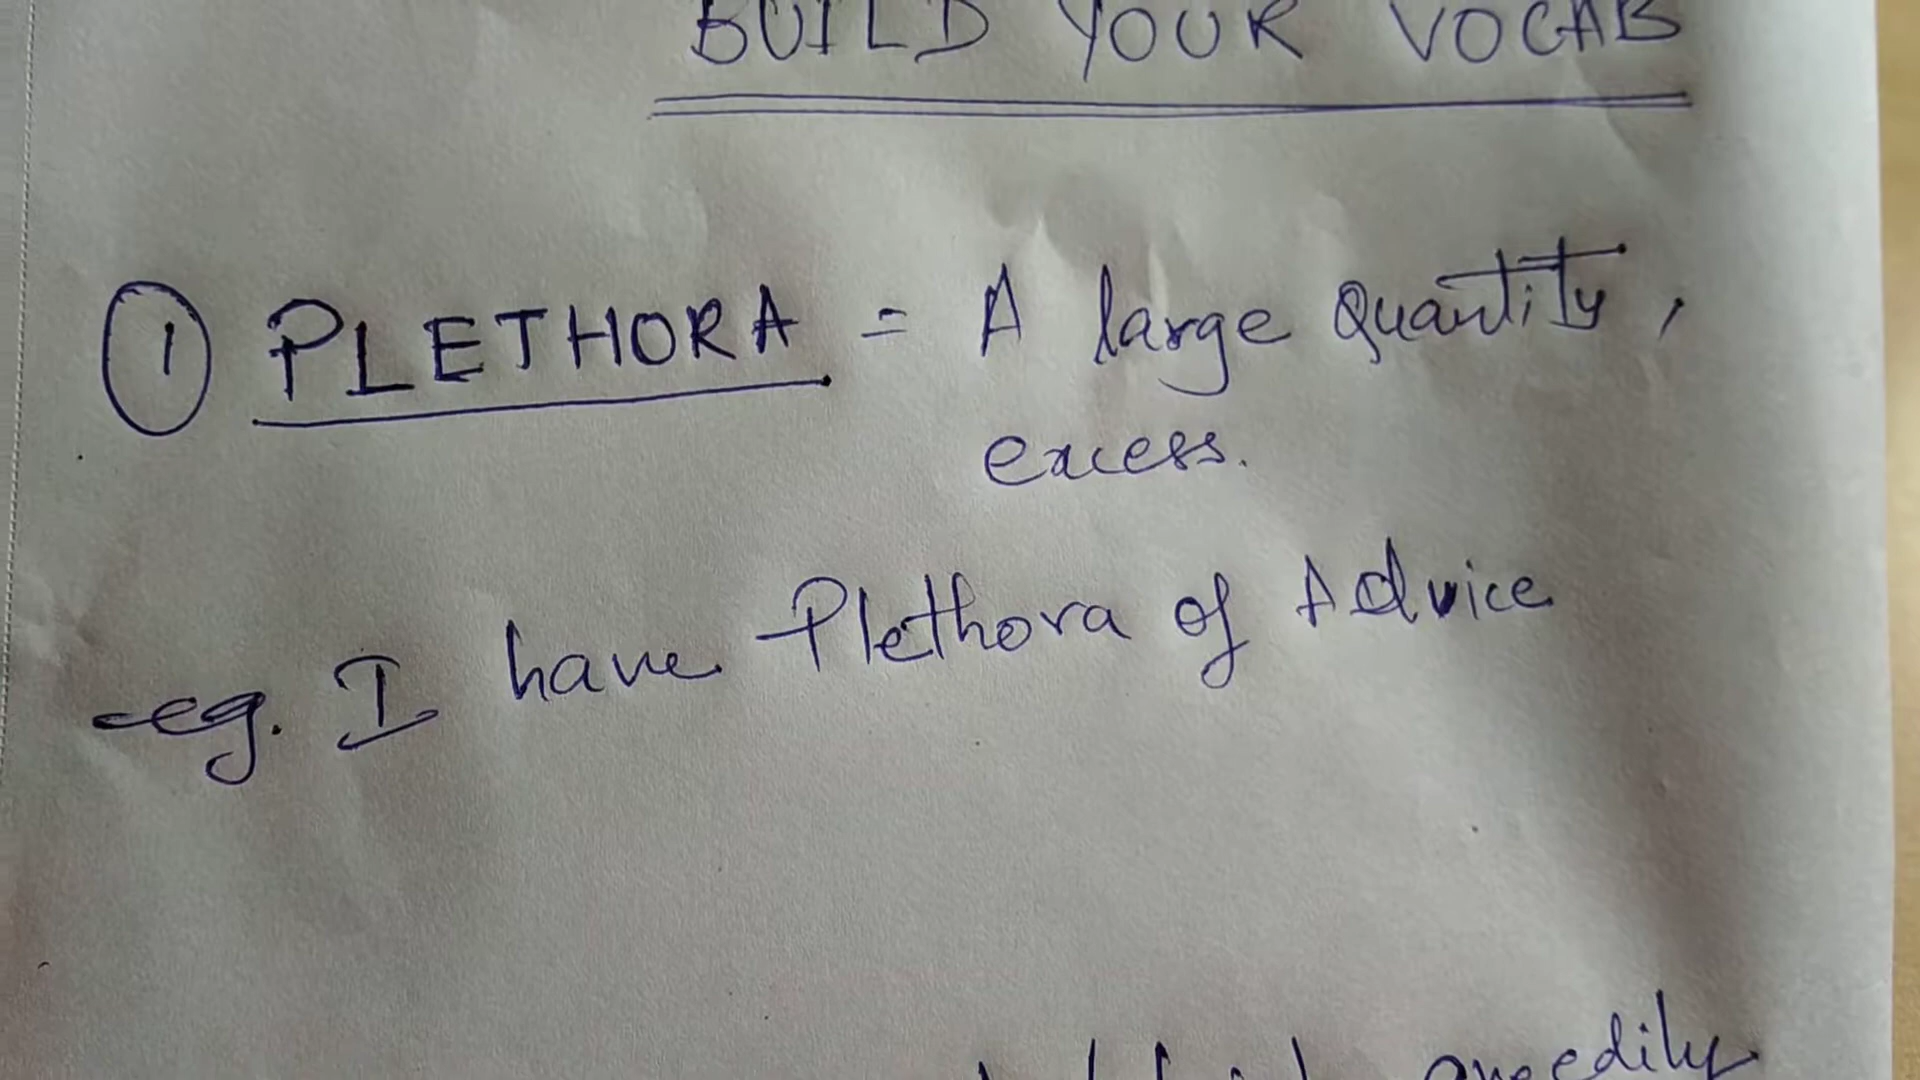 BUILD YOUR VOCAB
① PLETHORA = A large Quantity,
excess.
eg. I have Plethora of Advice